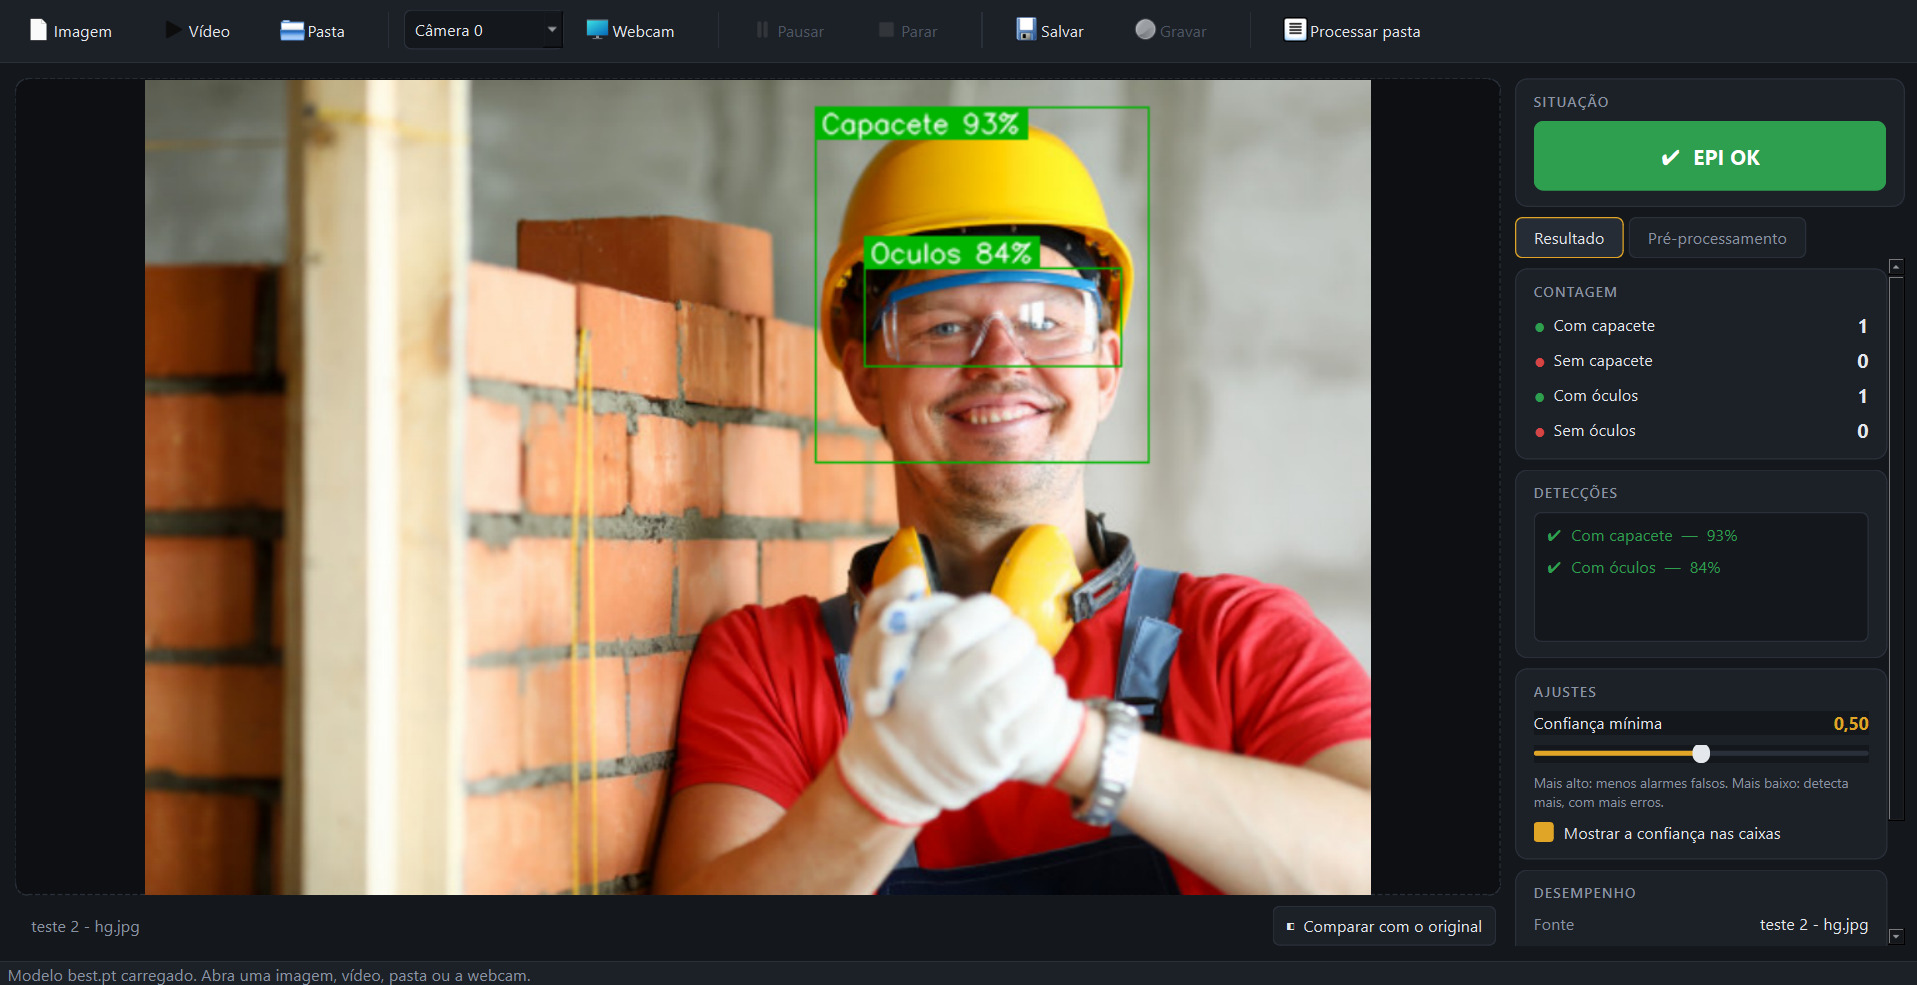 Imagem Vídeo Pasta Câmera 0 Webcam Pausar Parar Salvar Gravar Processar pasta
Capacete 93%
Oculos 84%
teste 2 - hg.jpg
Comparar com o original
SITUAÇÃO
✔ EPI OK
Resultado Pré-processamento
CONTAGEM
Com capacete 1
Sem capacete 0
Com óculos 1
Sem óculos 0
DETECÇÕES
✔ Com capacete — 93%
✔ Com óculos — 84%
AJUSTES
Confiança mínima 0,50
Mais alto: menos alarmes falsos. Mais baixo: detecta
mais, com mais erros.
Mostrar a confiança nas caixas
DESEMPENHO
Fonte teste 2 - hg.jpg
Modelo best.pt carregado. Abra uma imagem, vídeo, pasta ou a webcam.